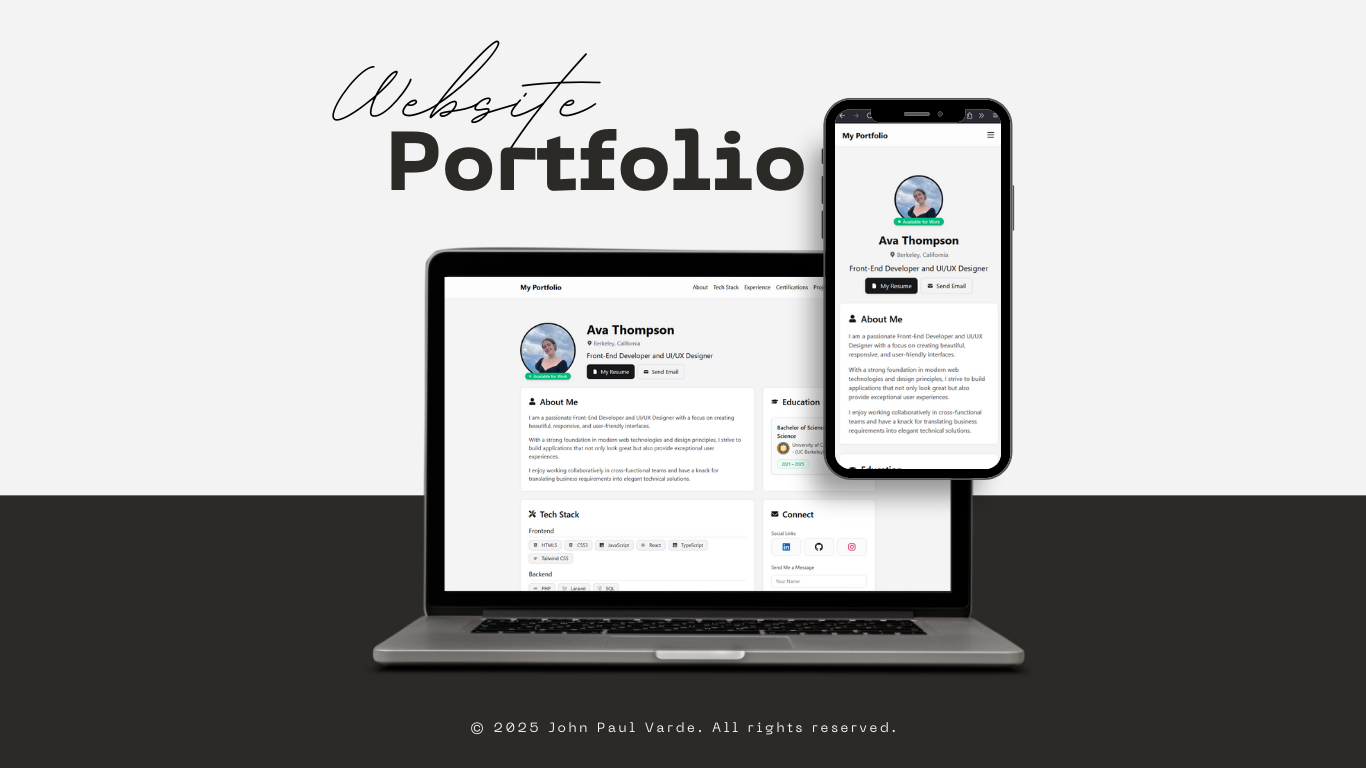 Website
Portfolio
My Portfolio
About Tech Stack Experience Certifications
Ava Thompson
Berkeley, California
Front-End Developer and UI/UX Designer
Available for Work
My Resume
Send Email
About Me
I am a passionate Front-End Developer and UI/UX Designer with a focus on creating
beautiful, responsive, and user-friendly interfaces.
With a strong foundation in modern web technologies and design principles, I strive to
build applications that not only look great but also provide exceptional user
experiences.
I enjoy working collaboratively in cross-functional teams and have a knack for
translating business requirements into elegant technical solutions.
Education
Bachelor of Science
Science
University of C
- (UC Berkeley)
2021 – 2025
Tech Stack
Frontend
HTML5 CSS3 JavaScript React TypeScript
Tailwind CSS
Backend
PHP Laravel SQL
Connect
Social Links
Send Me a Message
Your Name
My Portfolio
Available for Work
Ava Thompson
Berkeley, California
Front-End Developer and UI/UX Designer
My Resume
Send Email
About Me
I am a passionate Front-End Developer and UI/UX
Designer with a focus on creating beautiful,
responsive, and user-friendly interfaces.
With a strong foundation in modern web
technologies and design principles, I strive to build
applications that not only look great but also
provide exceptional user experiences.
I enjoy working collaboratively in cross-functional
teams and have a knack for translating business
requirements into elegant technical solutions.
Education
© 2025 John Paul Varde. All rights reserved.